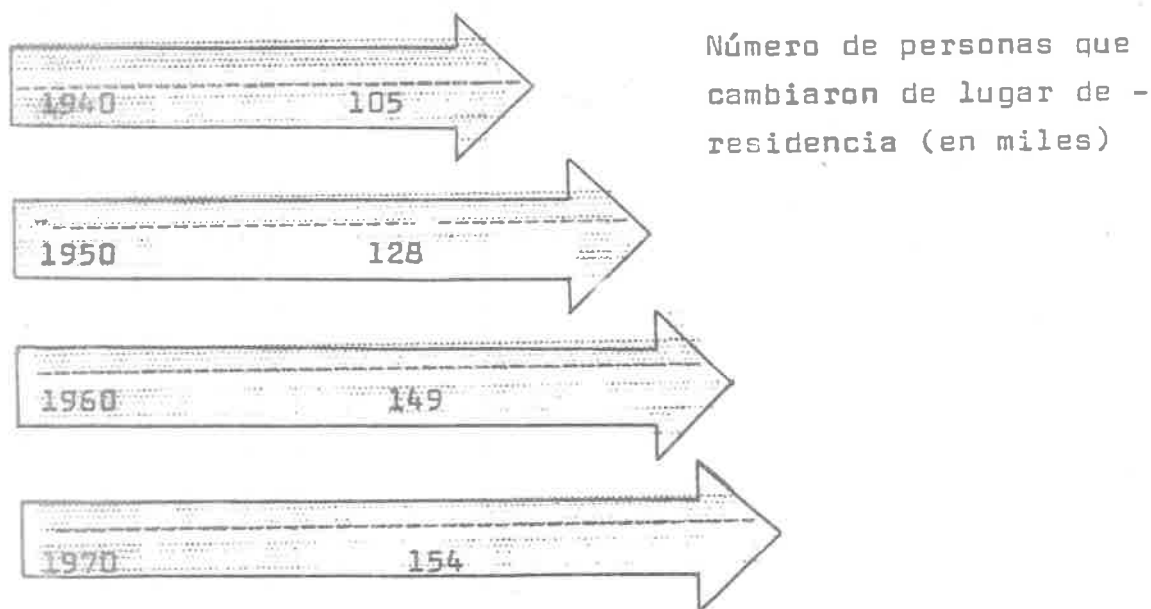 Número de personas que
cambiaron de lugar de -
residencia (en miles)
1940 105
1950 128
1960 149
1970 154